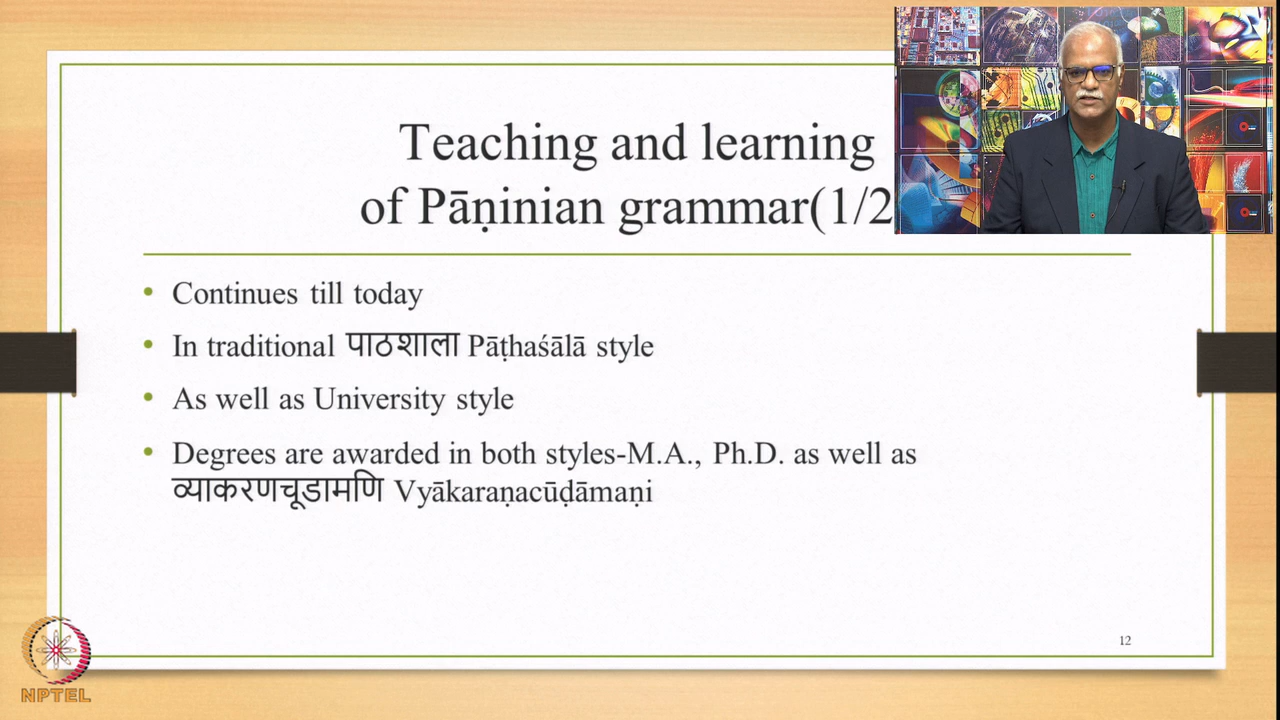 Teaching and learning
of Pāṇinian grammar(1/2
• Continues till today
• In traditional पाठशाला Pāṭhaśālā style
• As well as University style
• Degrees are awarded in both styles-M.A., Ph.D. as well as
व्याकरणचूडामणि Vyākaraṇacūḍāmaṇi
12
NPTEL